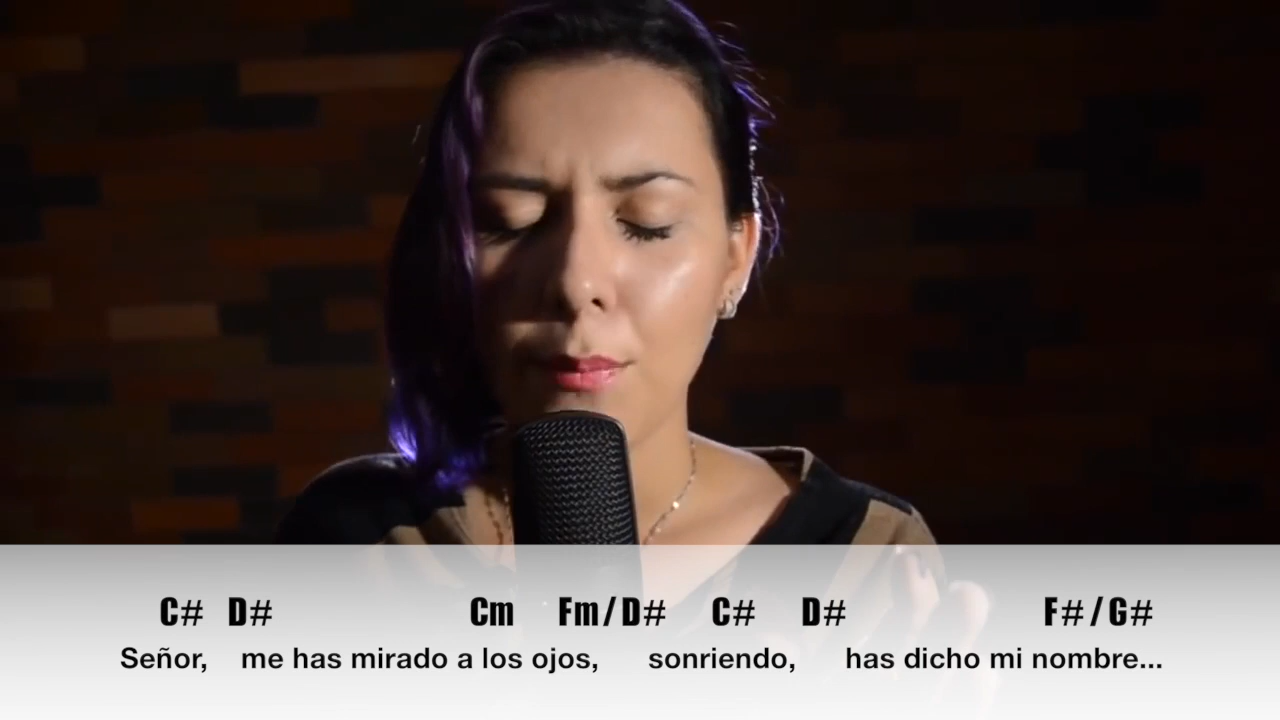 C# D# Cm Fm/D# C# D# F#/G#
Señor, me has mirado a los ojos, sonriendo, has dicho mi nombre...